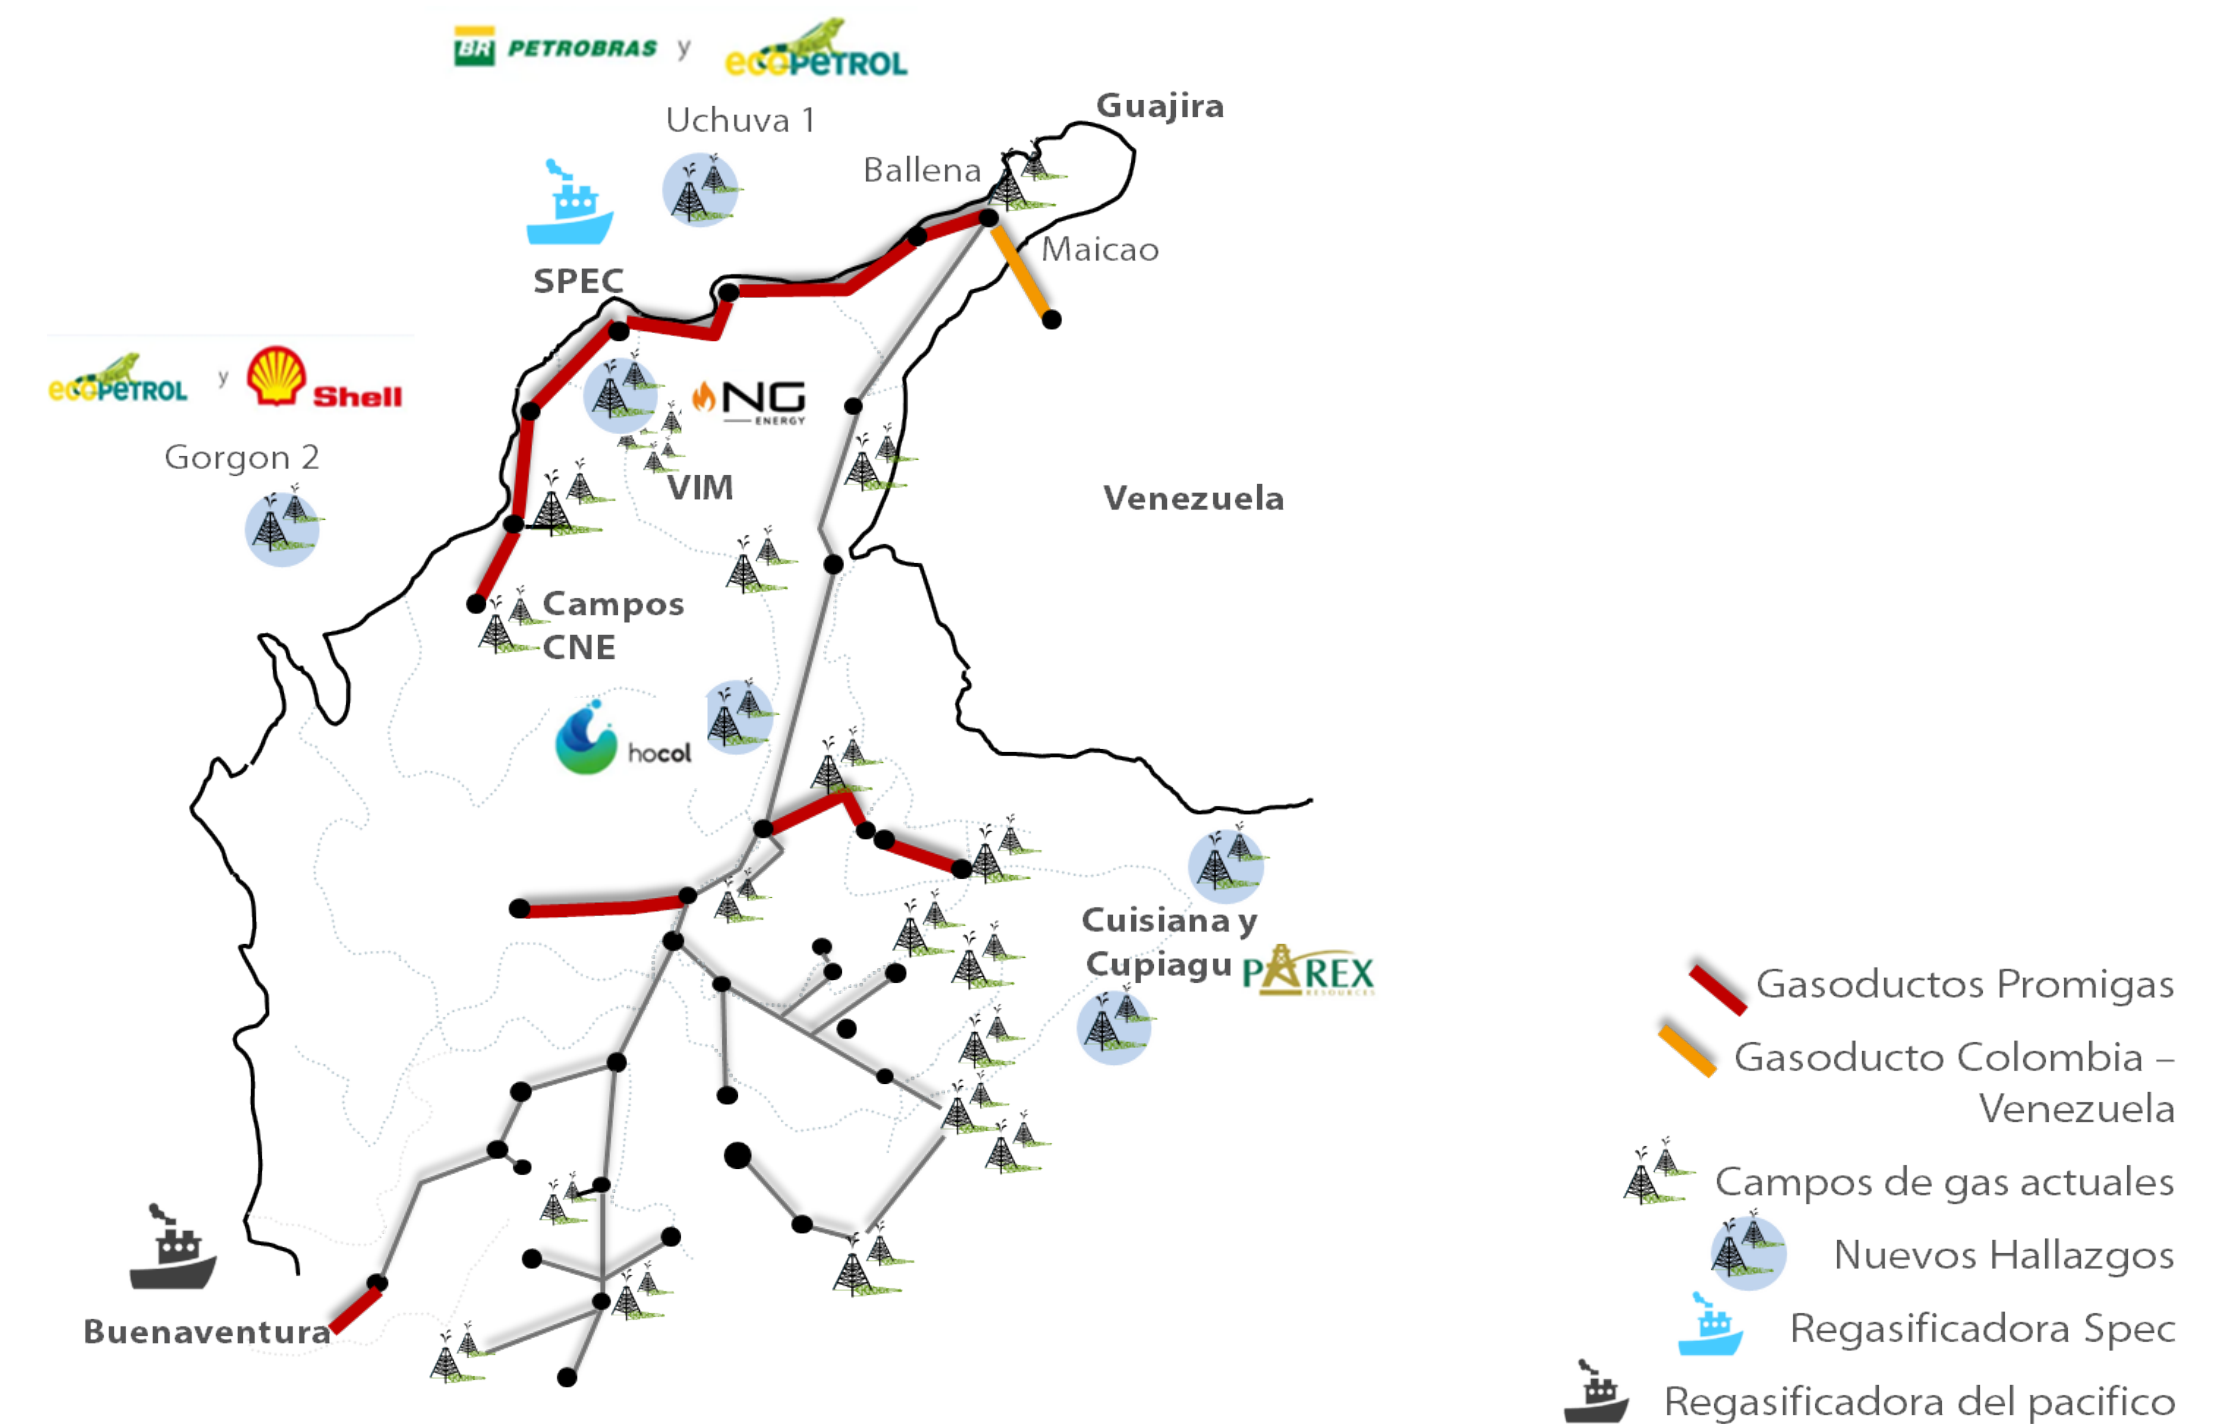 BR PETROBRAS y ecoPETROL
Uchuva 1
Guajira
Ballena
Maicao
SPEC
ecoPETROL y Shell
NG
ENERGY
Gorgon 2
VIM
Venezuela
Campos
CNE
hocol
Cuisiana y
Cupiagu
PAREX
RESOURCES
Gasoductos Promigas
Gasoducto Colombia –
Venezuela
Campos de gas actuales
Nuevos Hallazgos
Buenaventura
Regasificadora Spec
Regasificadora del pacifico